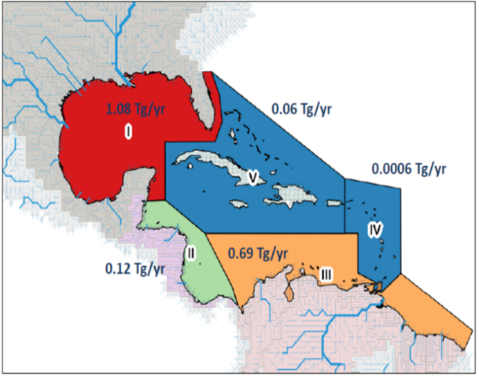 1.08 Tg/yr
I
0.06 Tg/yr
0.0006 Tg/yr
V
IV
II
0.69 Tg/yr
0.12 Tg/yr
III